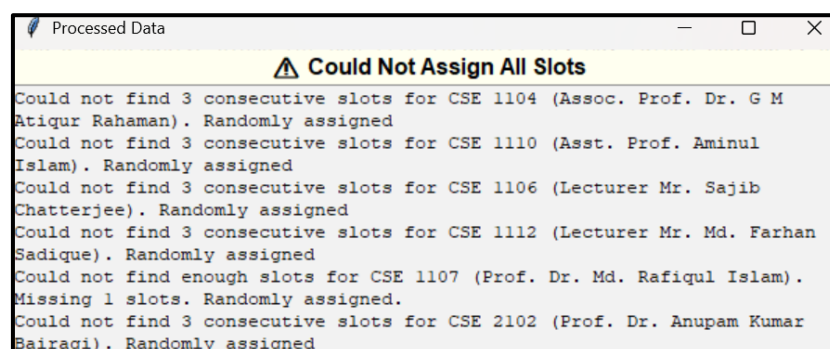 Processed Data
⚠ Could Not Assign All Slots
Could not find 3 consecutive slots for CSE 1104 (Assoc. Prof. Dr. G M
Atiqur Rahaman). Randomly assigned
Could not find 3 consecutive slots for CSE 1110 (Asst. Prof. Aminul
Islam). Randomly assigned
Could not find 3 consecutive slots for CSE 1106 (Lecturer Mr. Sajib
Chatterjee). Randomly assigned
Could not find 3 consecutive slots for CSE 1112 (Lecturer Mr. Md. Farhan
Sadique). Randomly assigned
Could not find enough slots for CSE 1107 (Prof. Dr. Md. Rafiqul Islam).
Missing 1 slots. Randomly assigned.
Could not find 3 consecutive slots for CSE 2102 (Prof. Dr. Anupam Kumar
Bairagi). Randomly assigned